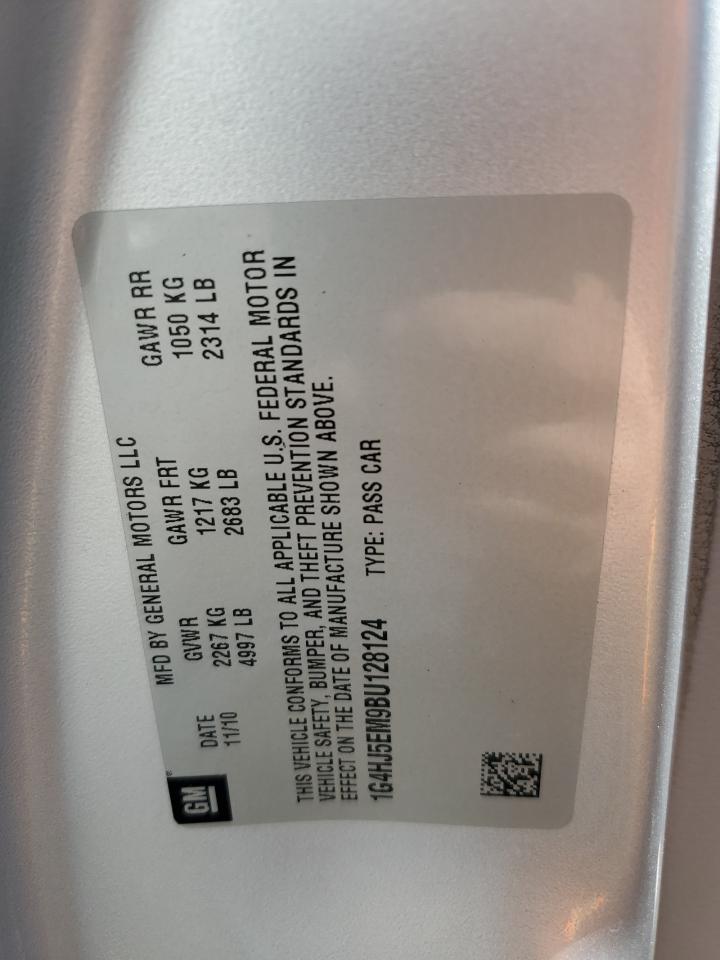 GM
MFD BY GENERAL MOTORS LLC
DATE GVWR GAWR FRT GAWR RR
11/10 2267 KG 1217 KG 1050 KG
4997 LB 2683 LB 2314 LB
THIS VEHICLE CONFORMS TO ALL APPLICABLE U.S. FEDERAL MOTOR
VEHICLE SAFETY, BUMPER, AND THEFT PREVENTION STANDARDS IN
EFFECT ON THE DATE OF MANUFACTURE SHOWN ABOVE.
1G4HJ5EM9BU128124 TYPE: PASS CAR